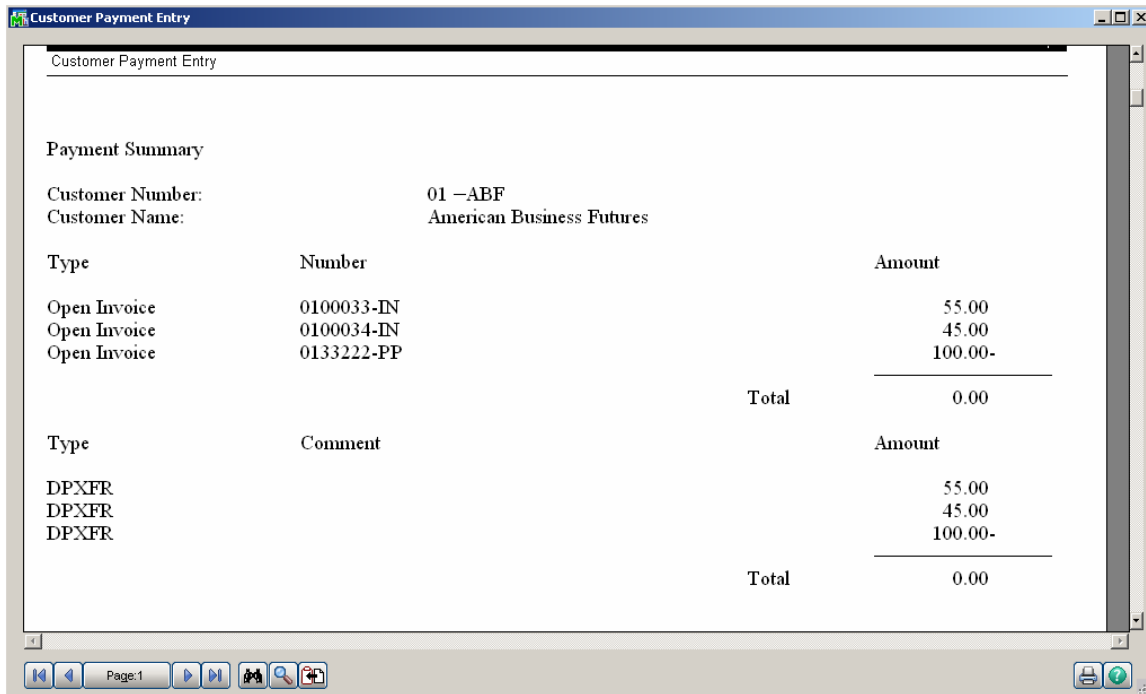 Customer Payment Entry
Customer Payment Entry
Payment Summary
Customer Number: 01 –ABF
Customer Name: American Business Futures
Type Number Amount
Open Invoice 0100033-IN 55.00
Open Invoice 0100034-IN 45.00
Open Invoice 0133222-PP 100.00-
Total 0.00
Type Comment Amount
DPXFR 55.00
DPXFR 45.00
DPXFR 100.00-
Total 0.00
Page:1